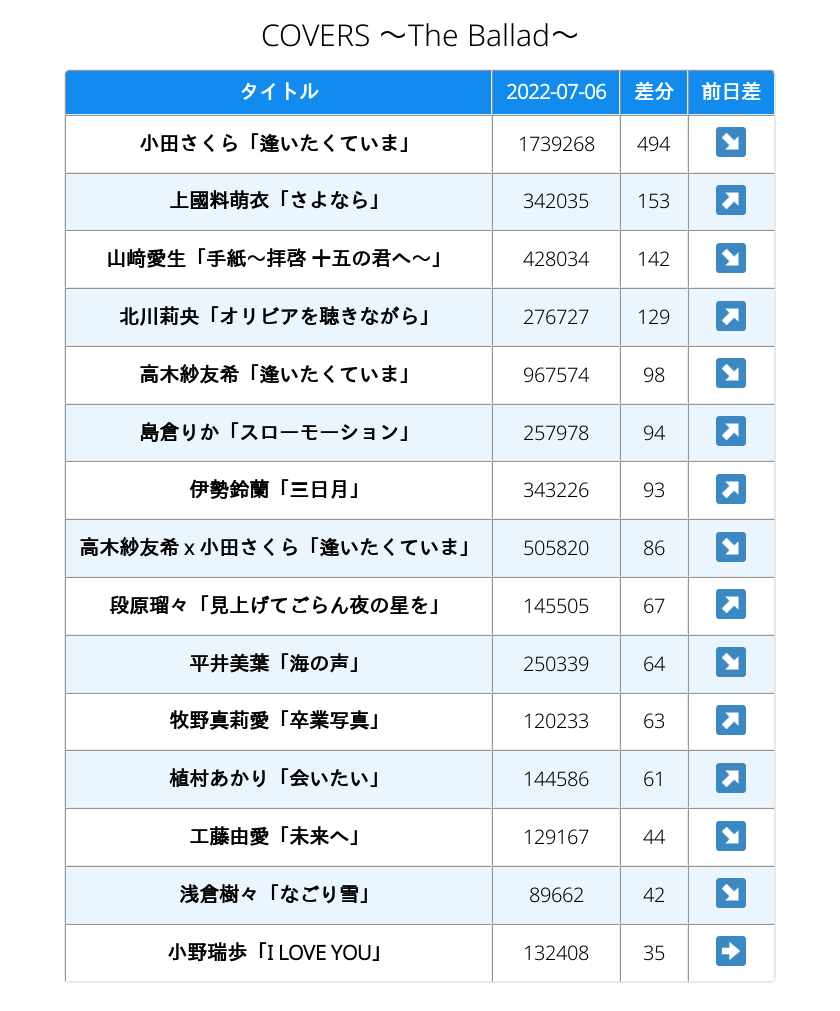 COVERS ～The Ballad～
タイトル 2022-07-06 差分 前日差
小田さくら「逢いたくていま」 1739268 494 ↘
上國料萌衣「さよなら」 342035 153 ↗
山﨑愛生「手紙～拝啓 十五の君へ～」 428034 142 ↘
北川莉央「オリビアを聴きながら」 276727 129 ↗
高木紗友希「逢いたくていま」 967574 98 ↘
島倉りか「スローモーション」 257978 94 ↗
伊勢鈴蘭「三日月」 343226 93 ↗
高木紗友希 x 小田さくら「逢いたくていま」 505820 86 ↘
段原瑠々「見上げてごらん夜の星を」 145505 67 ↗
平井美葉「海の声」 250339 64 ↘
牧野真莉愛「卒業写真」 120233 63 ↗
植村あかり「会いたい」 144586 61 ↗
工藤由愛「未来へ」 129167 44 ↘
浅倉樹々「なごり雪」 89662 42 ↘
小野瑞歩「I LOVE YOU」 132408 35 ➡